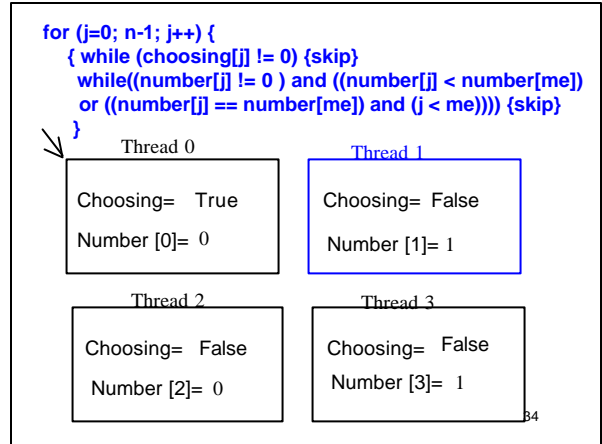 for (j=0; n-1; j++) {
{ while (choosing[j] != 0) {skip}
while((number[j] != 0 ) and ((number[j] < number[me])
or ((number[j] == number[me]) and (j < me)))) {skip}
}
Thread 0
Thread 1
Choosing= True
Choosing= False
Number [0]= 0
Number [1]= 1
Thread 2
Thread 3
Choosing= False
Choosing= False
Number [2]= 0
Number [3]= 1
34